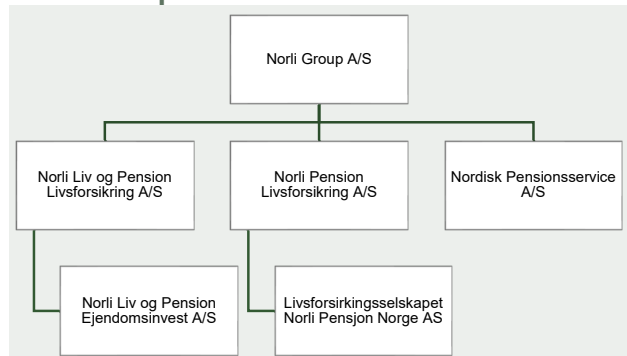 Norli Group A/S
Norli Liv og Pension
Livsforsikring A/S
Norli Pension
Livsforsikring A/S
Nordisk Pensionsservice
A/S
Norli Liv og Pension
Ejendomsinvest A/S
Livsforsirkingsselskapet
Norli Pensjon Norge AS